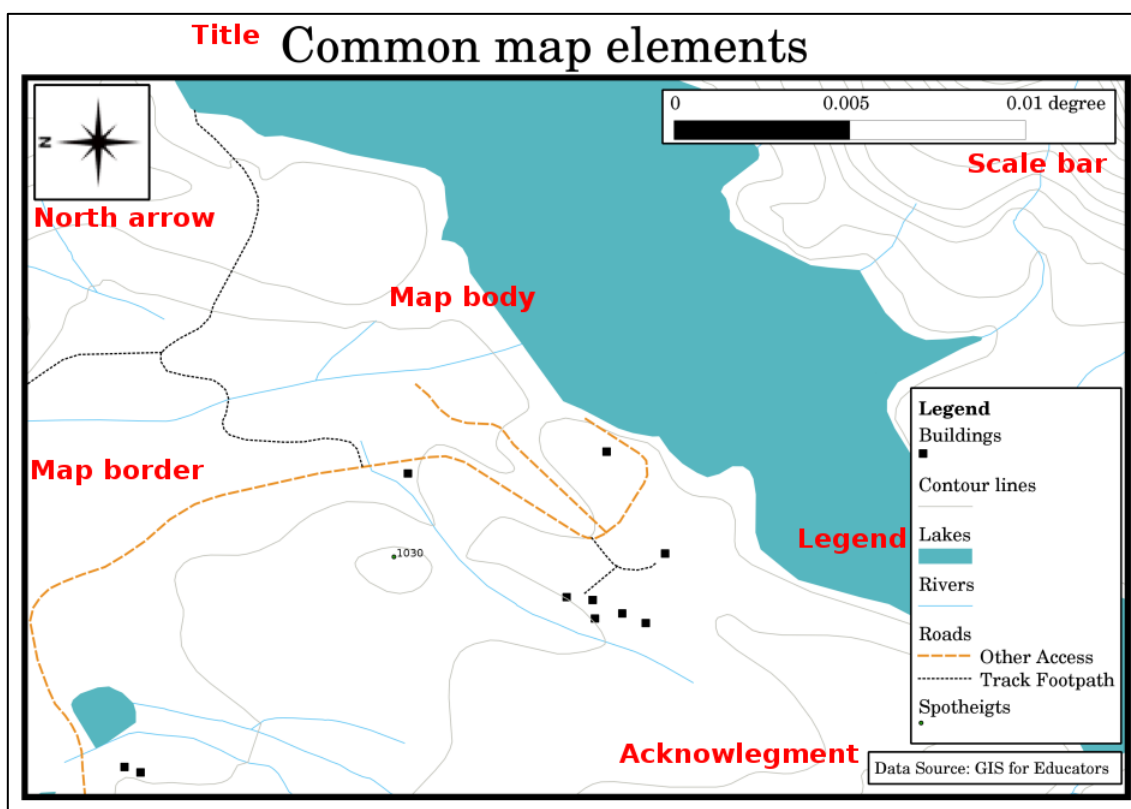 Title
Common map elements
0 0.005 0.01 degree
N
Scale bar
North arrow
Map body
Legend
Buildings
Map border
Contour lines
Lakes
Legend
1030
Rivers
Roads
Other Access
Track Footpath
Spotheigts
Acknowlegment
Data Source: GIS for Educators